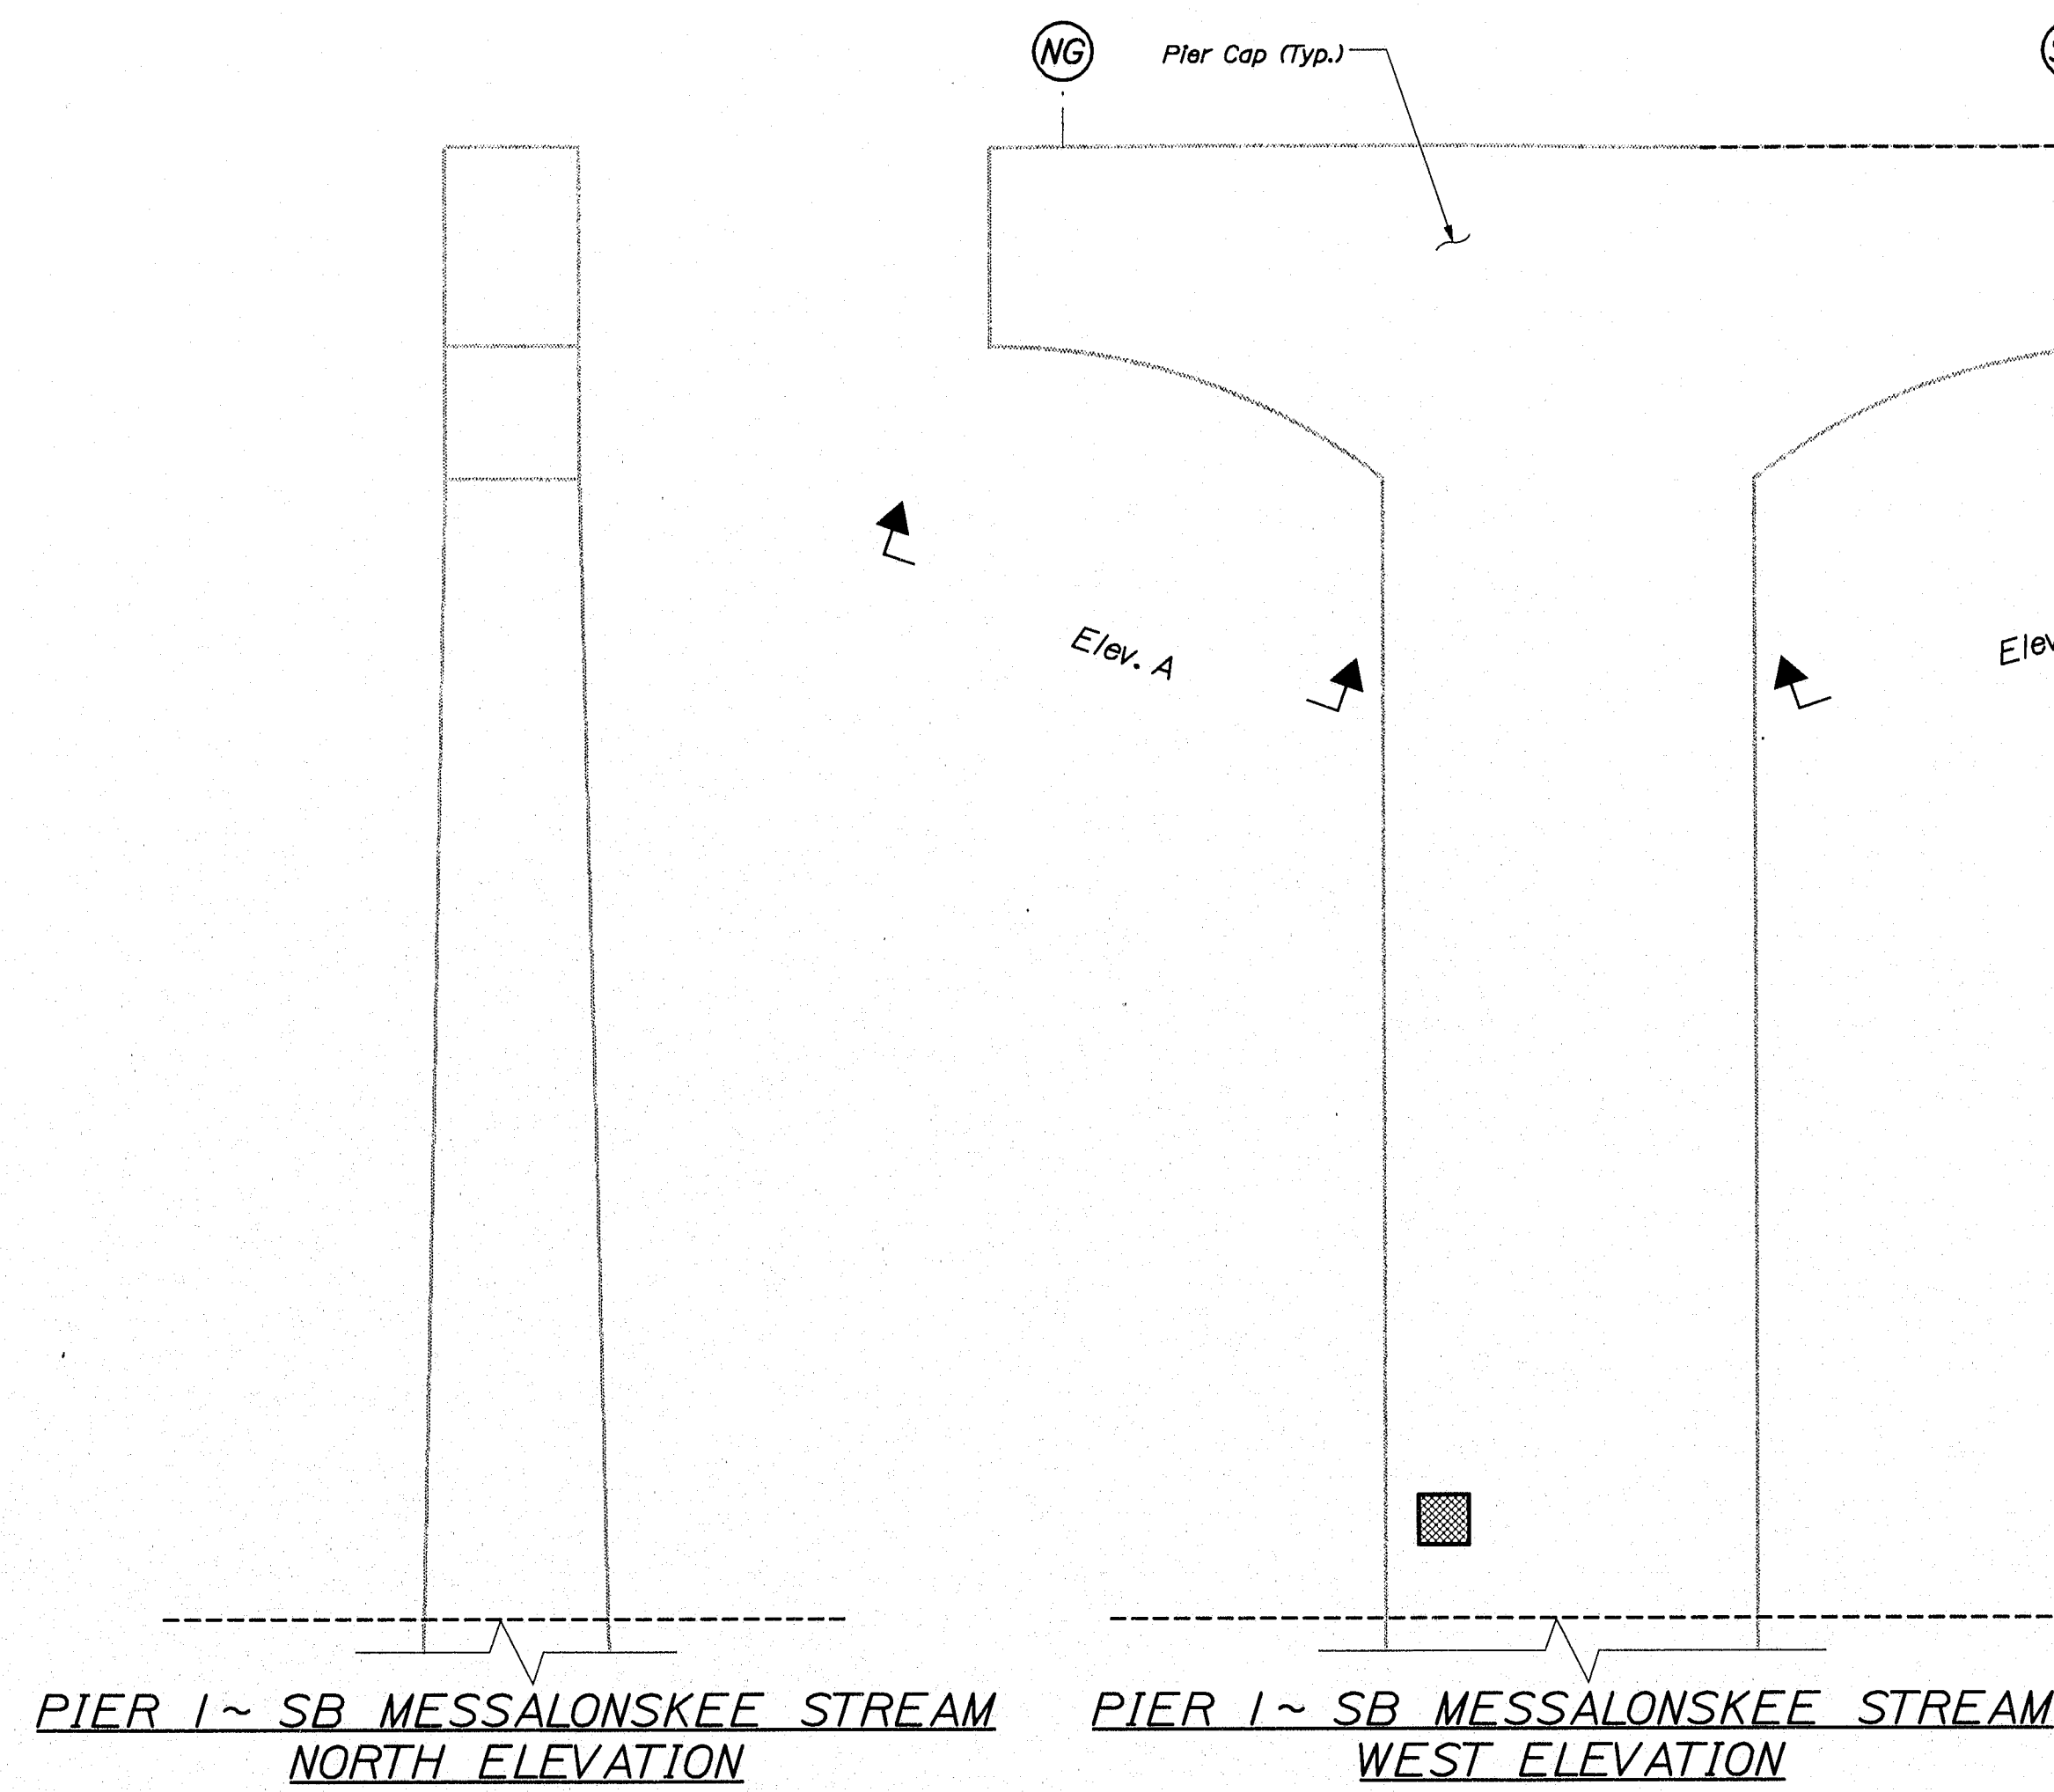 NG
Pier Cap (Typ.)
Elev. A
PIER 1 ~ SB MESSALONSKEE STREAM
NORTH ELEVATION
PIER 1 ~ SB MESSALONSKEE STREAM
WEST ELEVATION